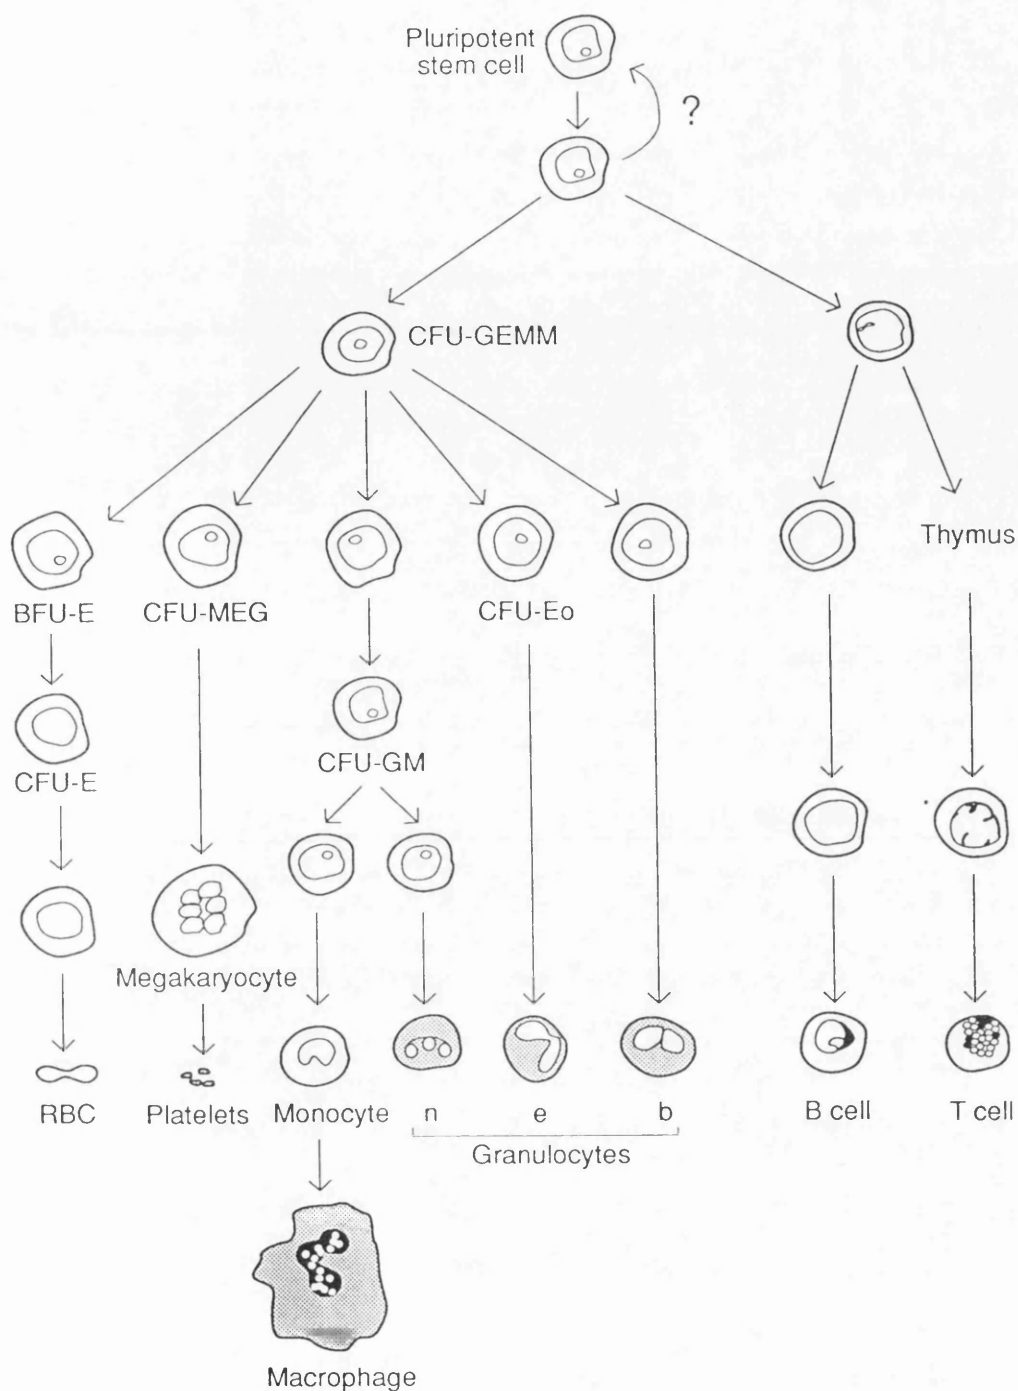 Pluripotent
stem cell
?
CFU-GEMM
Thymus
BFU-E
CFU-MEG
CFU-Eo
CFU-GM
CFU-E
Megakaryocyte
RBC
Platelets
Monocyte
n
e
b
B cell
T cell
Granulocytes
Macrophage